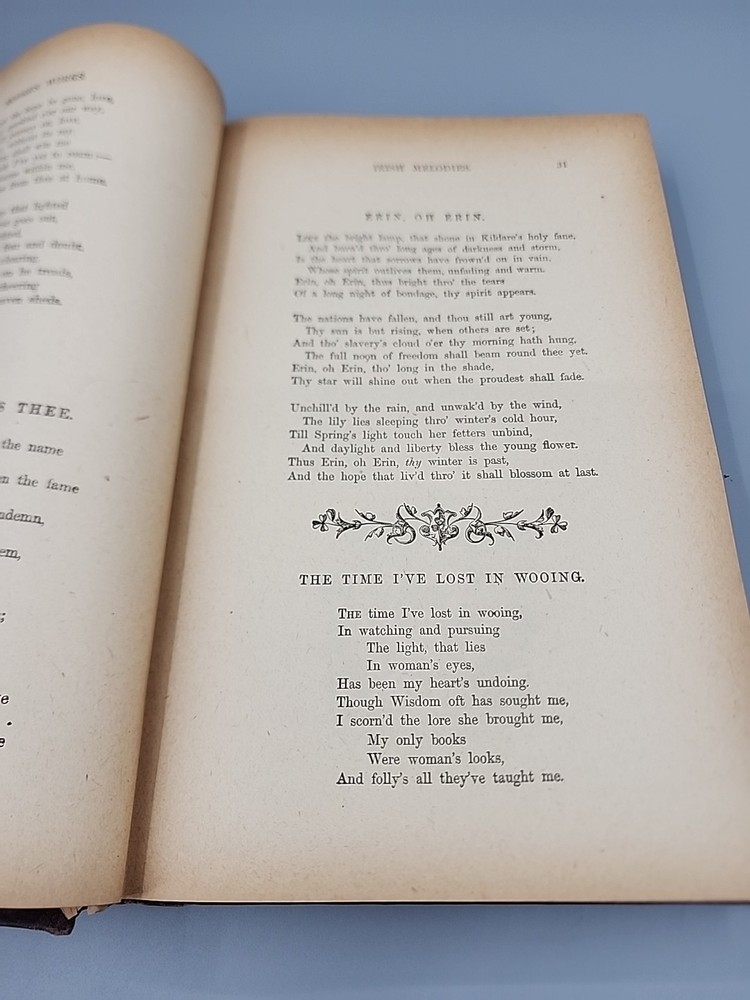 s to pass, love,
when lighted
gone out,
fear and doubt.
S THEE.
the name
n the fame
ndemn,
em,
;
e
.
e
IRISH MELODIES. 31
ERIN, OH ERIN.
Like the bright lamp, that shone in Kildare's holy fane,
And burn'd thro' long ages of darkness and storm,
Is the heart that sorrows have frown'd on in vain,
Whose spirit outlives them, unfading and warm.
Erin, oh Erin, thus bright thro' the tears
Of a long night of bondage, thy spirit appears.
The nations have fallen, and thou still art young,
Thy sun is but rising, when others are set;
And tho' slavery's cloud o'er thy morning hath hung,
The full noon of freedom shall beam round thee yet.
Erin, oh Erin, tho' long in the shade,
Thy star will shine out when the proudest shall fade.
Unchill'd by the rain, and unwak'd by the wind,
The lily lies sleeping thro' winter's cold hour,
Till Spring's light touch her fetters unbind,
And daylight and liberty bless the young flower.
Thus Erin, oh Erin, thy winter is past,
And the hope that liv'd thro' it shall blossom at last.
THE TIME I'VE LOST IN WOOING.
THE time I've lost in wooing,
In watching and pursuing
The light, that lies
In woman's eyes,
Has been my heart's undoing.
Though Wisdom oft has sought me,
I scorn'd the lore she brought me,
My only books
Were woman's looks,
And folly's all they've taught me.